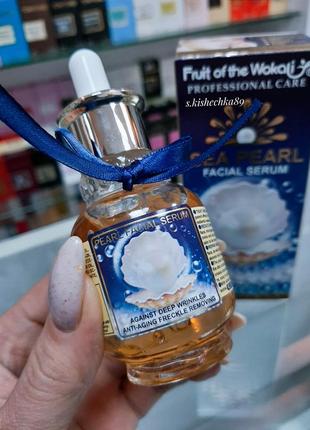 Fruit of the Wokali
PROFESSIONAL CARE
s.kishechka89
SEA PEARL
FACIAL SERUM
PEARL FACIAL SERUM
AGAINST DEEP WRINKLES
ANTI-AGING FRECKLE REMOVING